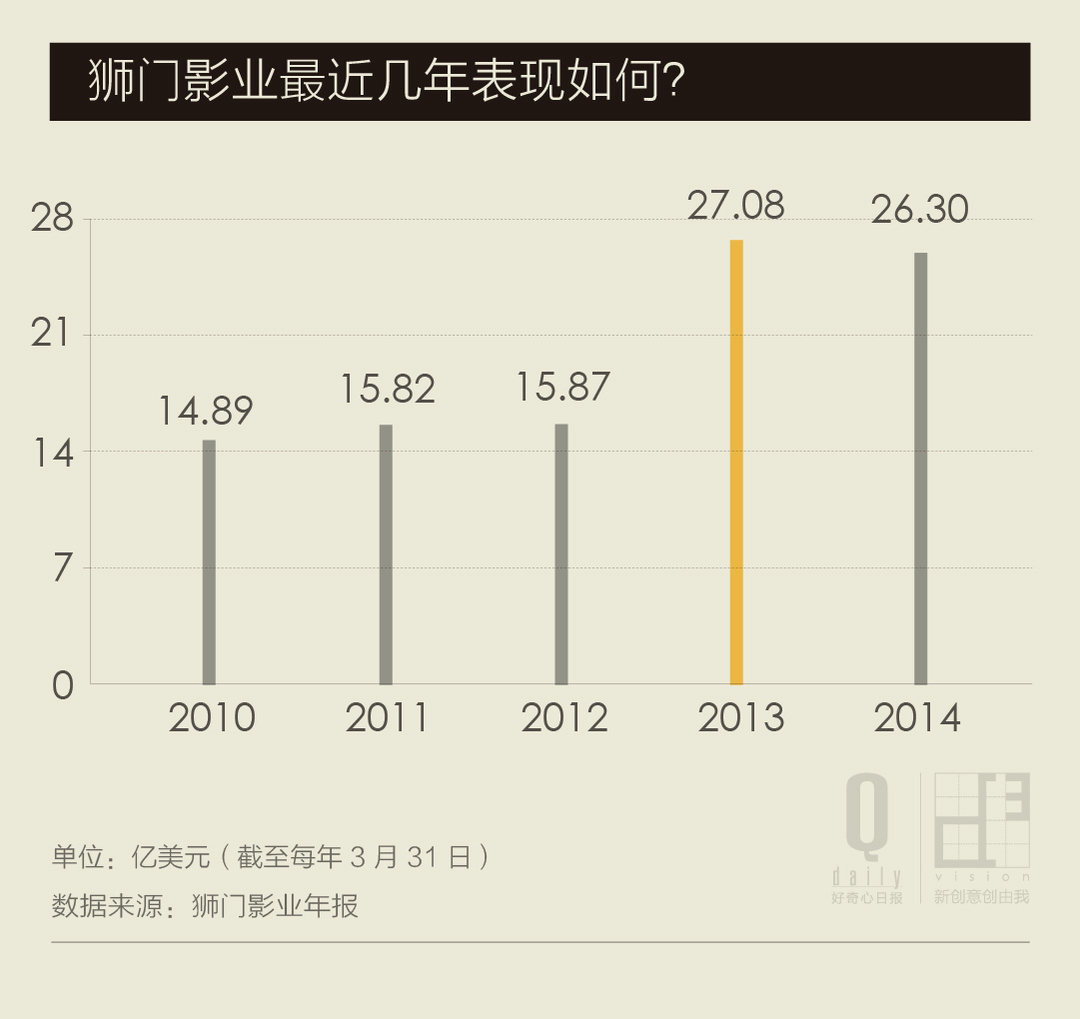 狮门影业最近几年表现如何？
28
21
14
7
0
14.89
15.82
15.87
27.08
26.30
2010 2011 2012 2013 2014
单位：亿美元（截至每年 3 月 31 日）
数据来源：狮门影业年报
Q
daily
好奇心日报
vision
新创意创由我